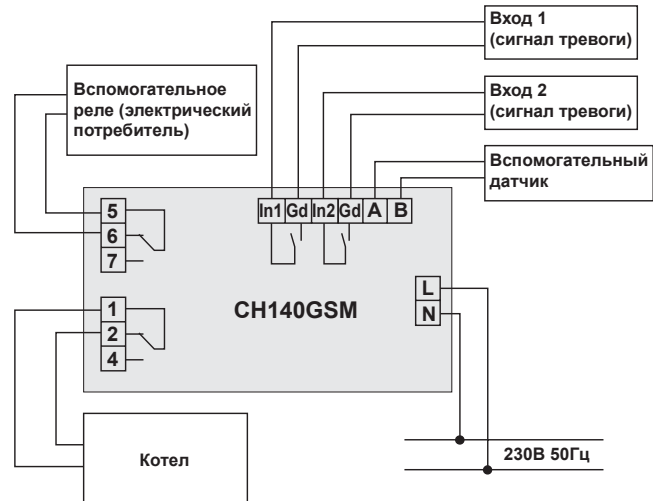 Вход 1
(сигнал тревоги)
Вспомогательное
реле (электрический
потребитель)
Вход 2
(сигнал тревоги)
Вспомогательный
датчик
In1 Gd In2 Gd A B
5
6
7
1
2
4
CH140GSM
L
N
Котел
230В 50Гц